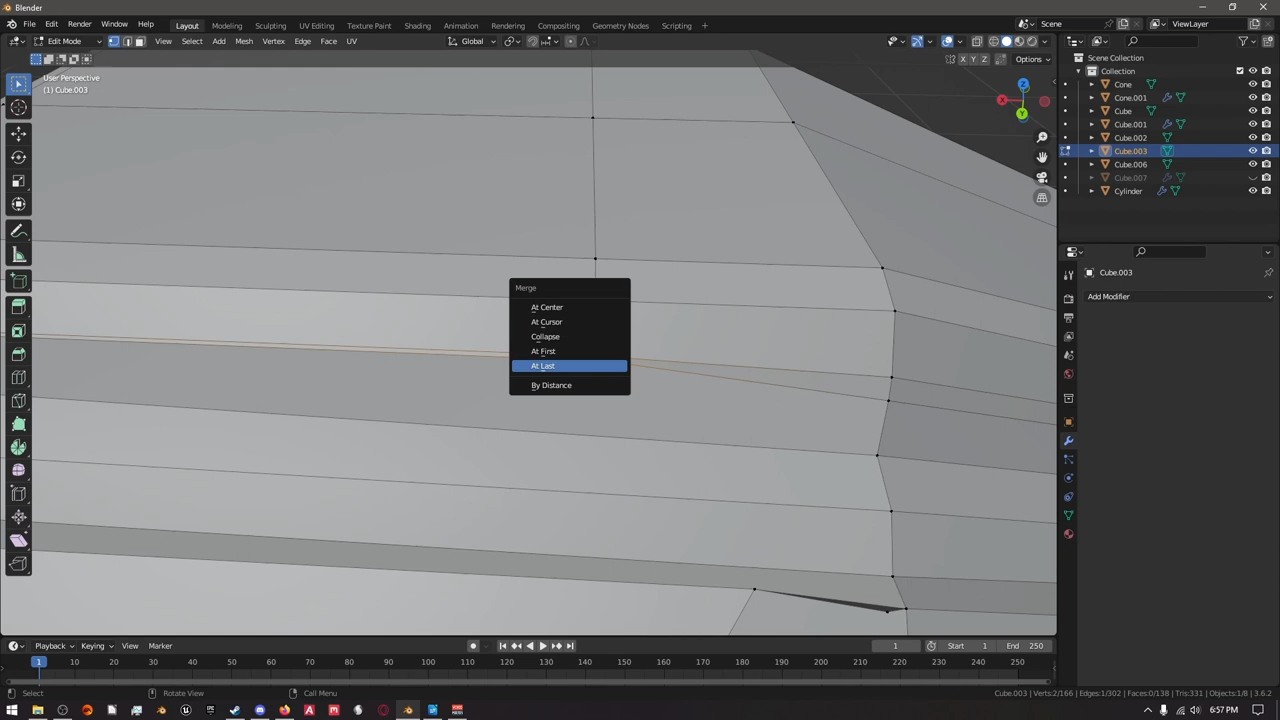 Blender
File
Edit
Render
Window
Help
Layout
Modeling
Sculpting
UV Editing
Texture Paint
Shading
Animation
Rendering
Compositing
Geometry Nodes
Scripting
+
Scene
ViewLayer
Edit Mode
View
Select
Add
Mesh
Vertex
Edge
Face
UV
Global
X
Y
Z
Options
User Perspective
(1) Cube.003
Z
X
Y
Merge
At Center
At Cursor
Collapse
At First
At Last
By Distance
Scene Collection
Collection
Cone
Cone.001
Cube
Cube.001
Cube.002
Cube.003
Cube.006
Cube.007
Cylinder
Cube.003
Add Modifier
Playback
Keying
View
Marker
1
Start 1
End 250
1 10 20 30 40 50 60 70 80 90 100 110 120 130 140 150 160 170 180 190 200 210 220 230 240 250
Select
Rotate View
Call Menu
Cube.003 | Verts:2/166 | Edges:1/302 | Faces:0/138 | Tris:331 | Objects:1/8 | 3.6.2
6:57 PM